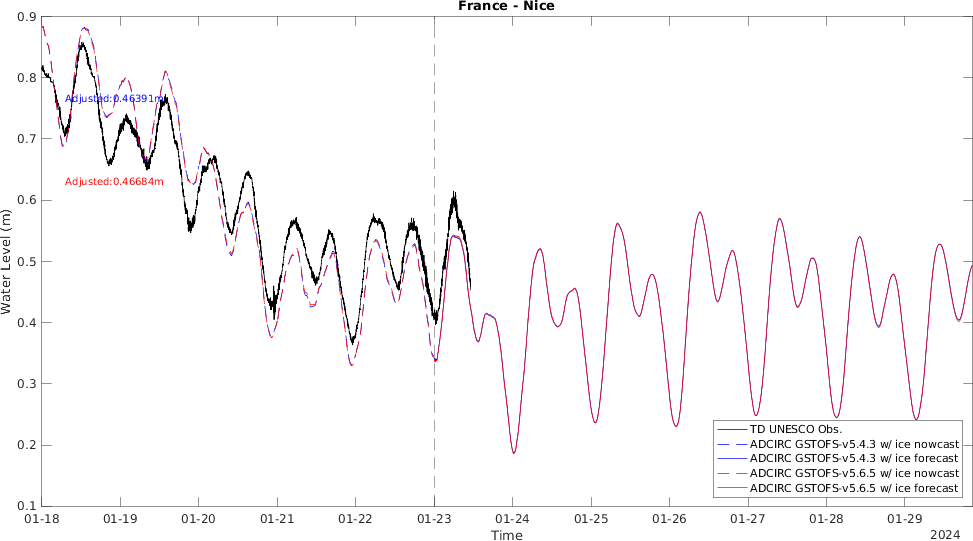 France - Nice
Water Level (m)
0.9
0.8
0.7
0.6
0.5
0.4
0.3
0.2
0.1
Adjusted:0.46391m
Adjusted:0.46684m
TD UNESCO Obs.
ADCIRC GSTOFS-v5.4.3 w/ ice nowcast
ADCIRC GSTOFS-v5.4.3 w/ ice forecast
ADCIRC GSTOFS-v5.6.5 w/ ice nowcast
ADCIRC GSTOFS-v5.6.5 w/ ice forecast
01-18 01-19 01-20 01-21 01-22 01-23 01-24 01-25 01-26 01-27 01-28 01-29
Time
2024